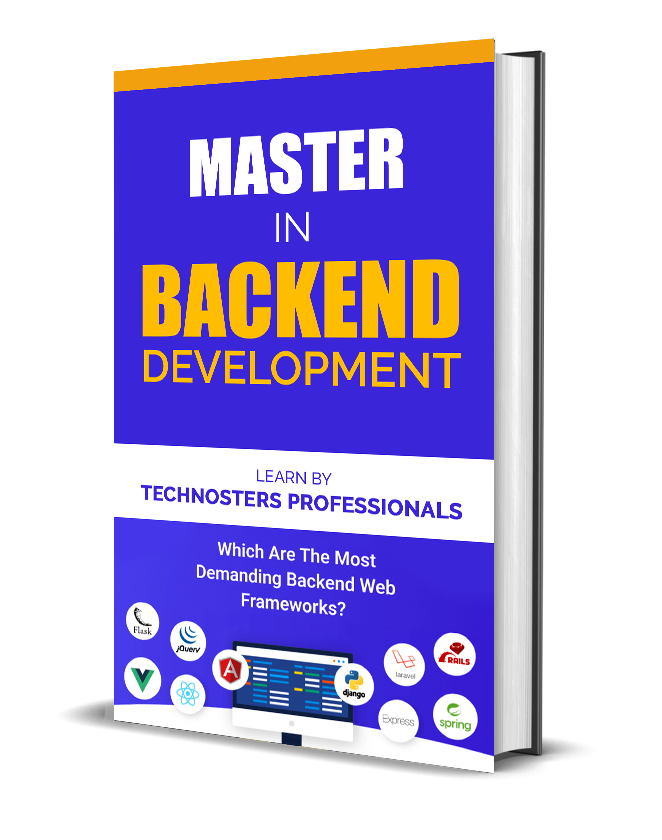 MASTER
IN
BACKEND
DEVELOPMENT
LEARN BY
TECHNOSTERS PROFESSIONALS
Which Are The Most
Demanding Backend Web
Frameworks?
Flask
jQuery
django
laravel
Express
RAILS
spring